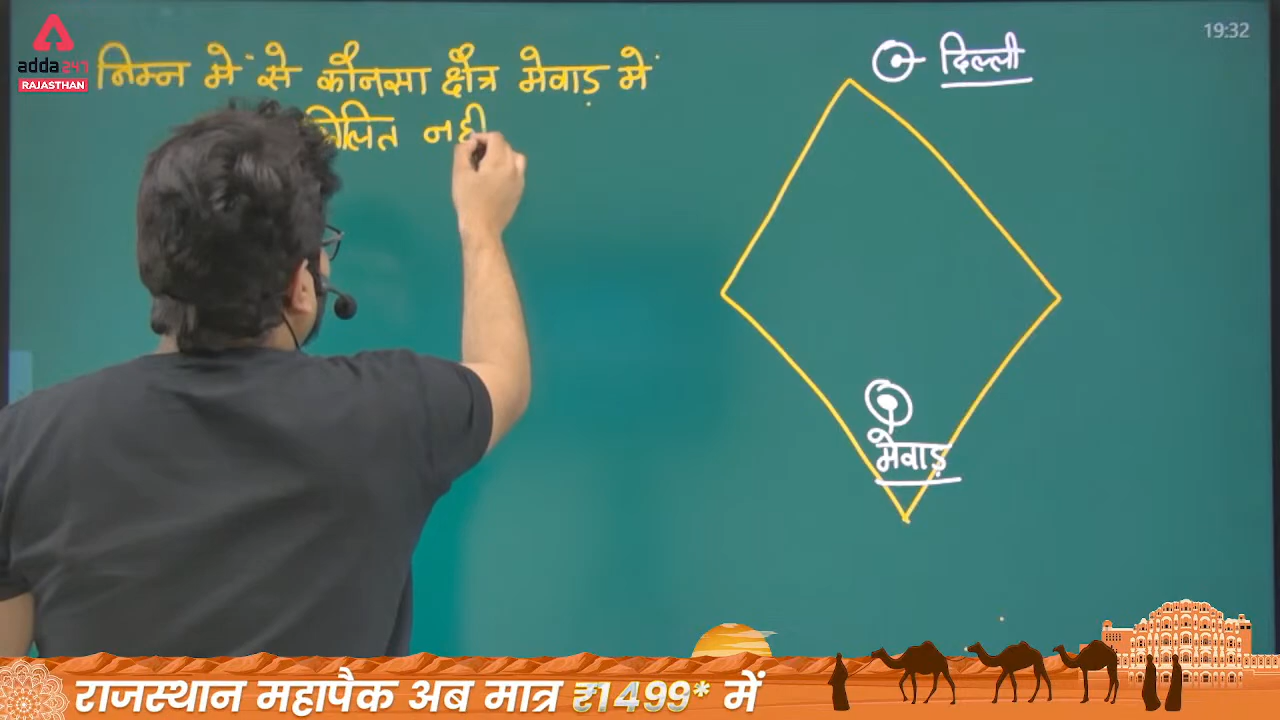 adda 247
RAJASTHAN
निम्न में से कौनसा क्षैत्र मेवाड़ में
नही
दिल्ली
19:32
मेवाड़
राजस्थान महापैक अब मात्र ₹1499* में